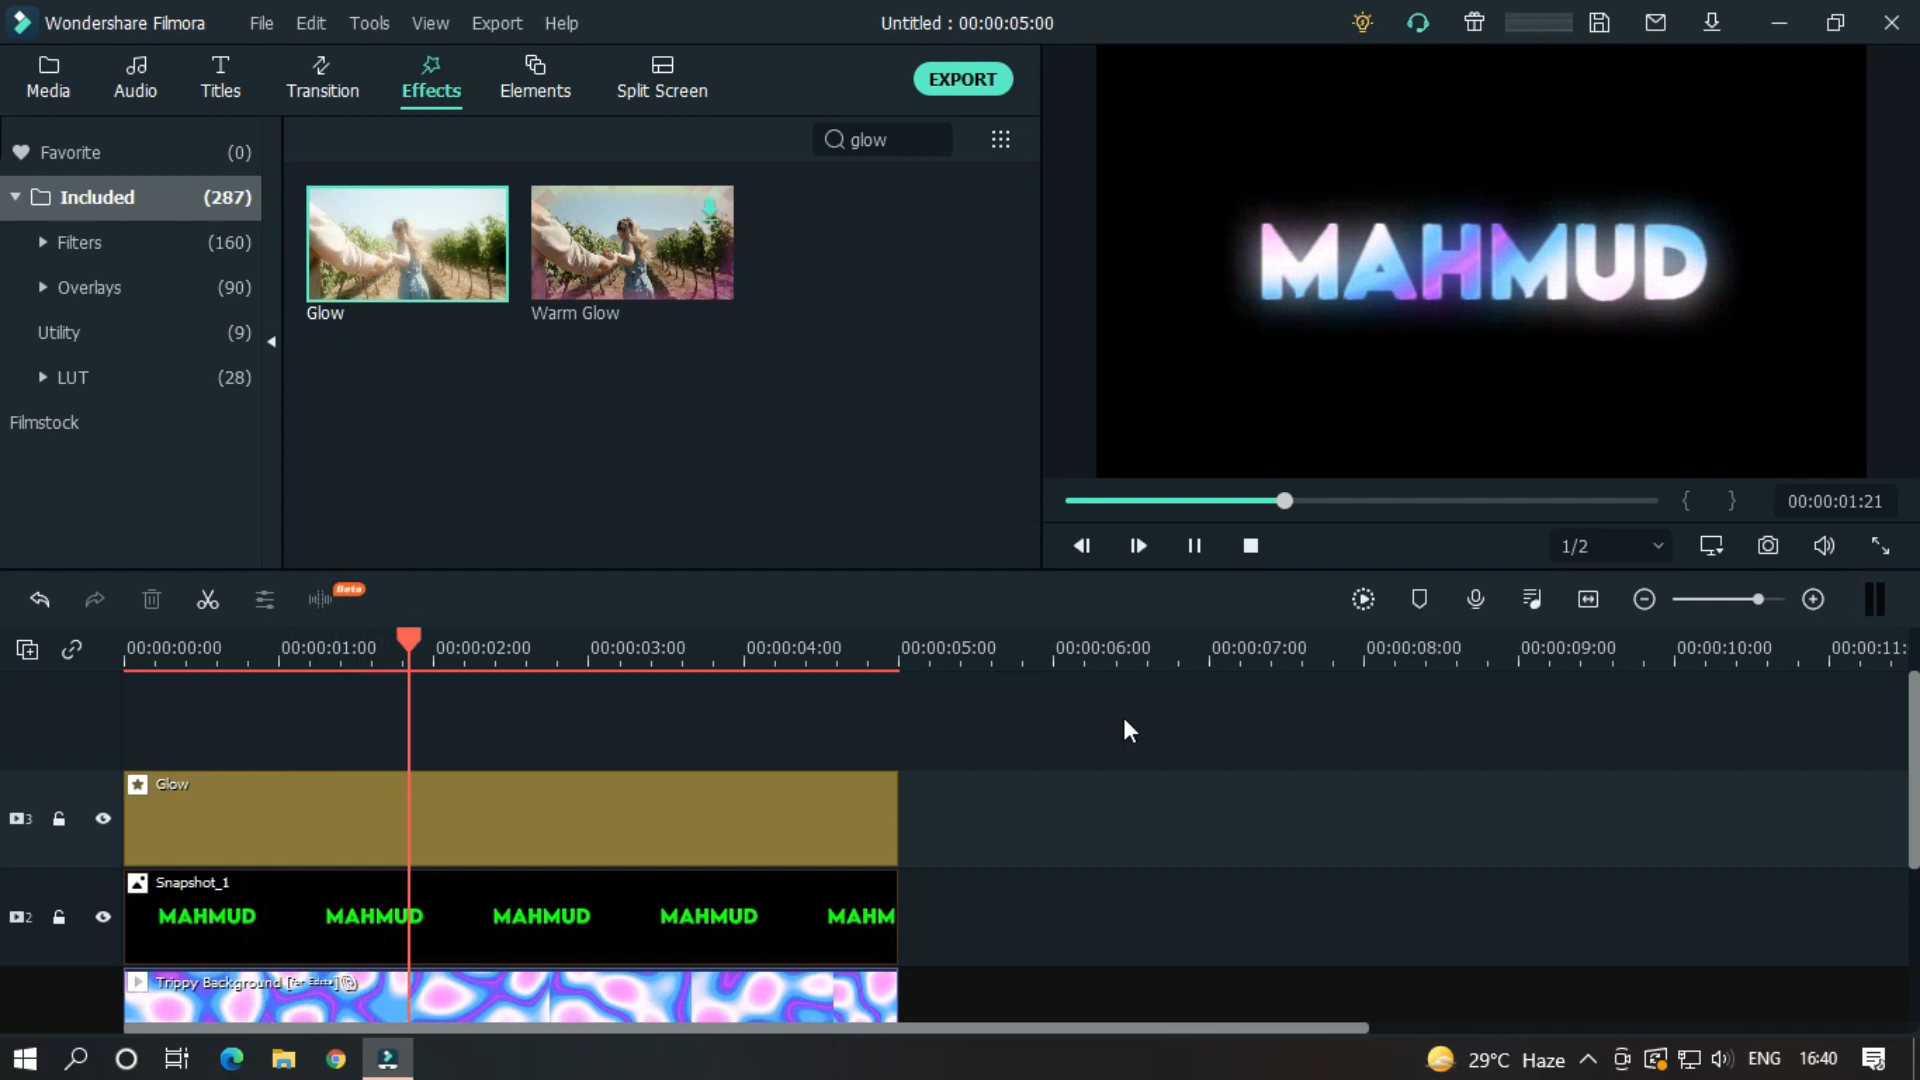 Wondershare Filmora
File
Edit
Tools
View
Export
Help
Untitled : 00:00:05:00
Media
Audio
Titles
Transition
Effects
Elements
Split Screen
EXPORT
glow
Favorite (0)
Included (287)
Filters (160)
Overlays (90)
Utility (9)
LUT (28)
Filmstock
Glow
Warm Glow
MAHMUD
{ }
00:00:01:21
1/2
Beta
00:00:00:00
00:00:01:00
00:00:02:00
00:00:03:00
00:00:04:00
00:00:05:00
00:00:06:00
00:00:07:00
00:00:08:00
00:00:09:00
00:00:10:00
00:00:11:
3
Glow
2
Snapshot_1
MAHMUD MAHMUD MAHMUD MAHMUD MAHM
Trippy Background
29°C Haze
ENG
16:40